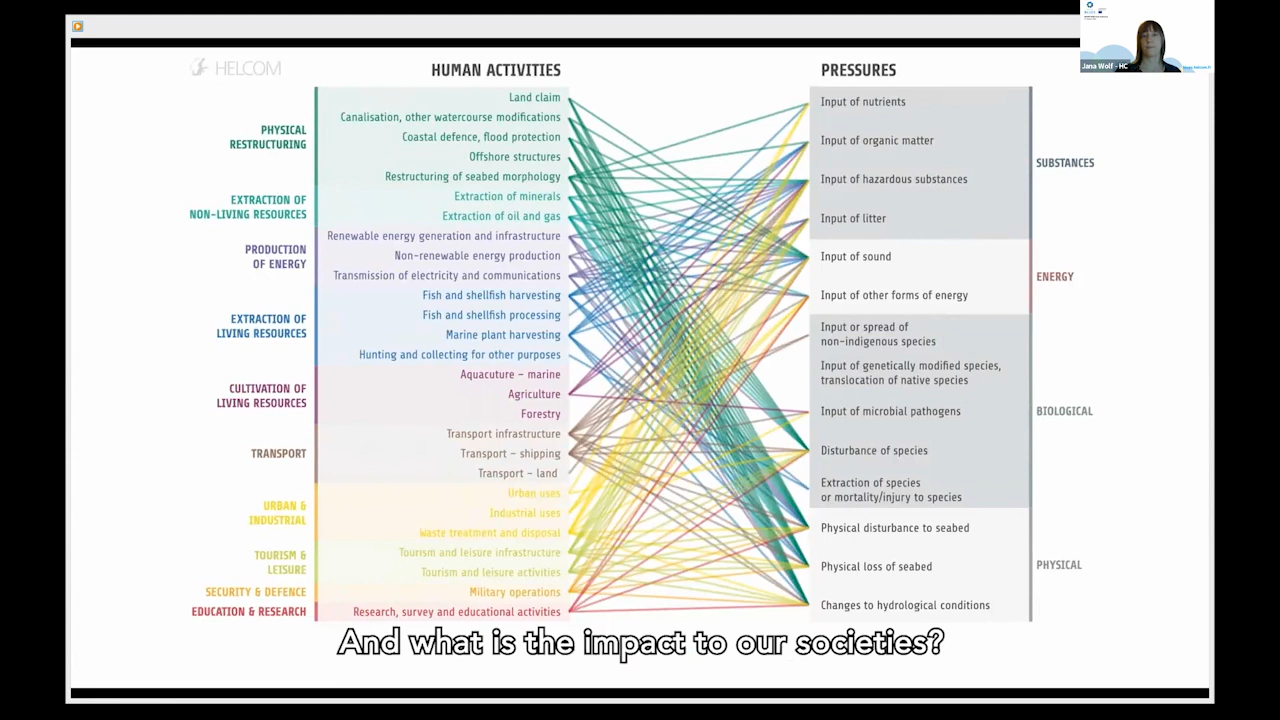 HELCOM
HUMAN ACTIVITIES
PRESSURES
PHYSICAL
RESTRUCTURING
Land claim
Canalisation, other watercourse modifications
Coastal defence, flood protection
Offshore structures
Restructuring of seabed morphology
EXTRACTION OF
NON-LIVING RESOURCES
Extraction of minerals
Extraction of oil and gas
PRODUCTION
OF ENERGY
Renewable energy generation and infrastructure
Non-renewable energy production
Transmission of electricity and communications
EXTRACTION OF
LIVING RESOURCES
Fish and shellfish harvesting
Fish and shellfish processing
Marine plant harvesting
Hunting and collecting for other purposes
CULTIVATION OF
LIVING RESOURCES
Aquacuture – marine
Agriculture
Forestry
TRANSPORT
Transport infrastructure
Transport – shipping
Transport – land
URBAN &
INDUSTRIAL
Urban uses
Industrial uses
Waste treatment and disposal
TOURISM &
LEISURE
Tourism and leisure infrastructure
Tourism and leisure activities
SECURITY & DEFENCE
Military operations
EDUCATION & RESEARCH
Research, survey and educational activities
Input of nutrients
Input of organic matter
Input of hazardous substances
Input of litter
SUBSTANCES
Input of sound
Input of other forms of energy
ENERGY
Input or spread of
non-indigenous species
Input of genetically modified species,
translocation of native species
Input of microbial pathogens
Disturbance of species
Extraction of species
or mortality/injury to species
BIOLOGICAL
Physical disturbance to seabed
Physical loss of seabed
Changes to hydrological conditions
PHYSICAL
And what is the impact to our societies?
Jana Wolf - HC